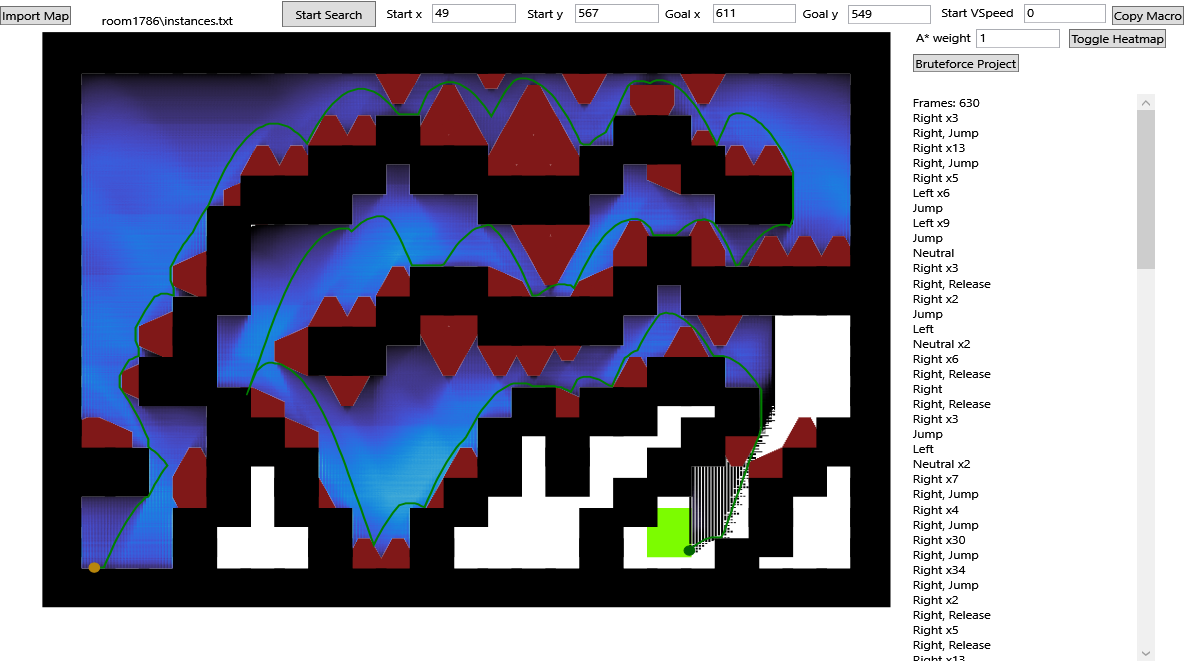 Import Map
room1786\instances.txt
Start Search
Start x 49
Start y 567
Goal x 611
Goal y 549
Start VSpeed 0
Copy Macro
A* weight 1
Toggle Heatmap
Bruteforce Project
Frames: 630
Right x3
Right, Jump
Right x13
Right, Jump
Right x5
Left x6
Jump
Left x9
Jump
Neutral
Right x3
Right, Release
Right x2
Jump
Left
Neutral x2
Right x6
Right, Release
Right
Right, Release
Right x3
Jump
Left
Neutral x2
Right x7
Right, Jump
Right x4
Right, Jump
Right x30
Right, Jump
Right x34
Right, Jump
Right x2
Right, Release
Right x5
Right, Release
Right x13